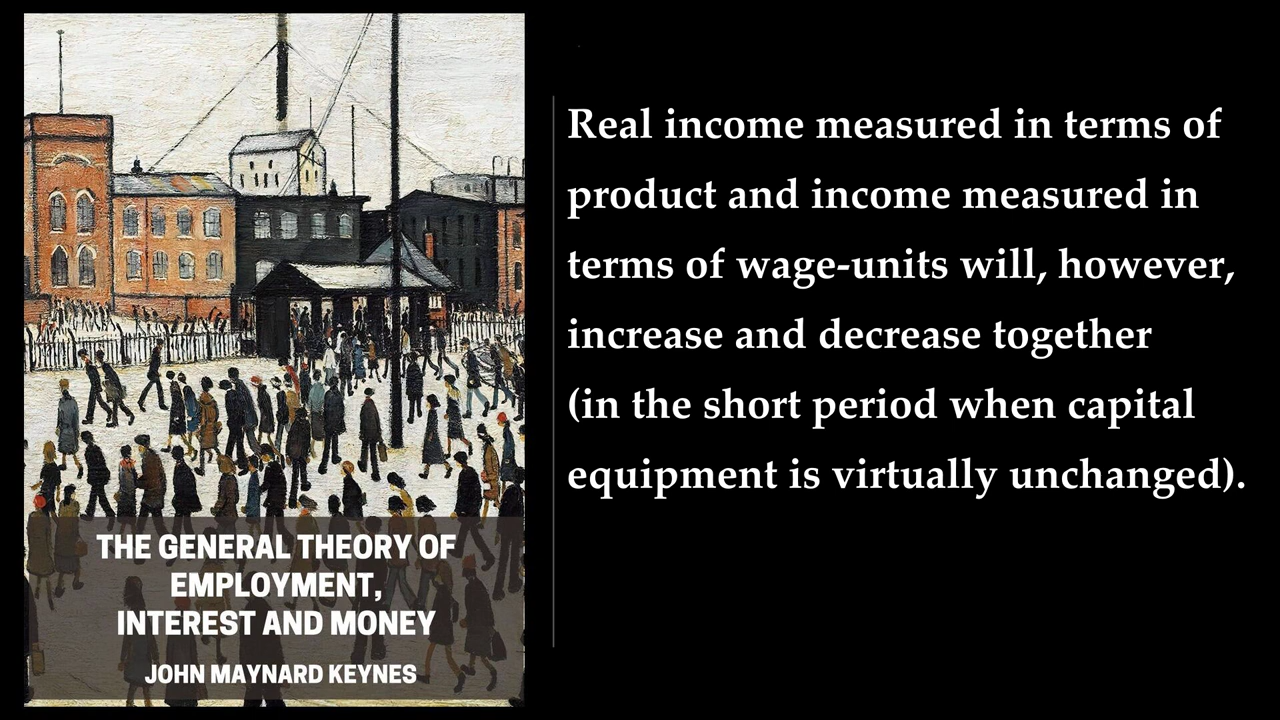 THE GENERAL THEORY OF
EMPLOYMENT,
INTEREST AND MONEY
JOHN MAYNARD KEYNES
Real income measured in terms of
product and income measured in
terms of wage-units will, however,
increase and decrease together
(in the short period when capital
equipment is virtually unchanged).